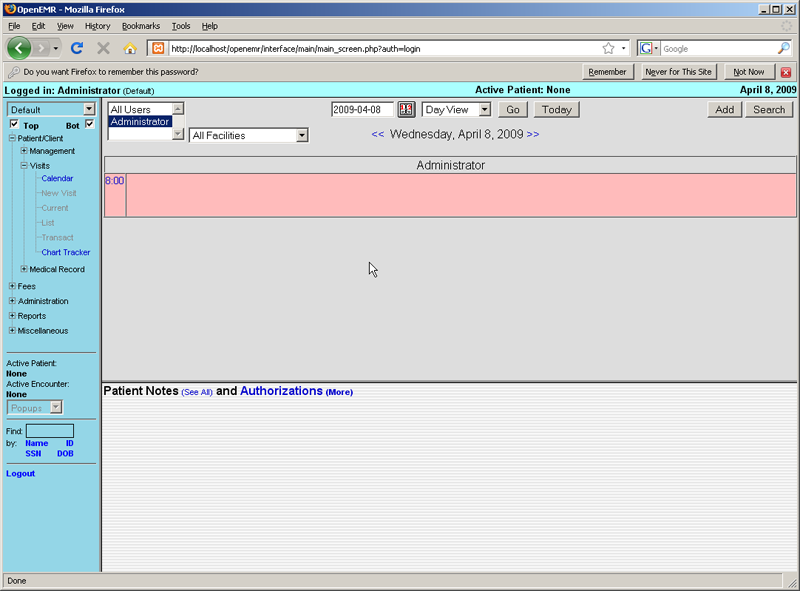 OpenEMR - Mozilla Firefox
File Edit View History Bookmarks Tools Help
http://localhost/openemr/interface/main/main_screen.php?auth=login
Google
Do you want Firefox to remember this password?
Remember Never for This Site Not Now
Logged in: Administrator (Default)
Active Patient: None
April 8, 2009
Default
Top Bot
Patient/Client
Management
Visits
Calendar
New Visit
Current
List
Transact
Chart Tracker
Medical Record
Fees
Administration
Reports
Miscellaneous
Active Patient:
None
Active Encounter:
None
Popups
Find:
by: Name ID
SSN DOB
Logout
All Users
Administrator
All Facilities
2009-04-08
Day View
Go
Today
Add
Search
<< Wednesday, April 8, 2009 >>
Administrator
8:00
Patient Notes (See All) and Authorizations (More)
Done